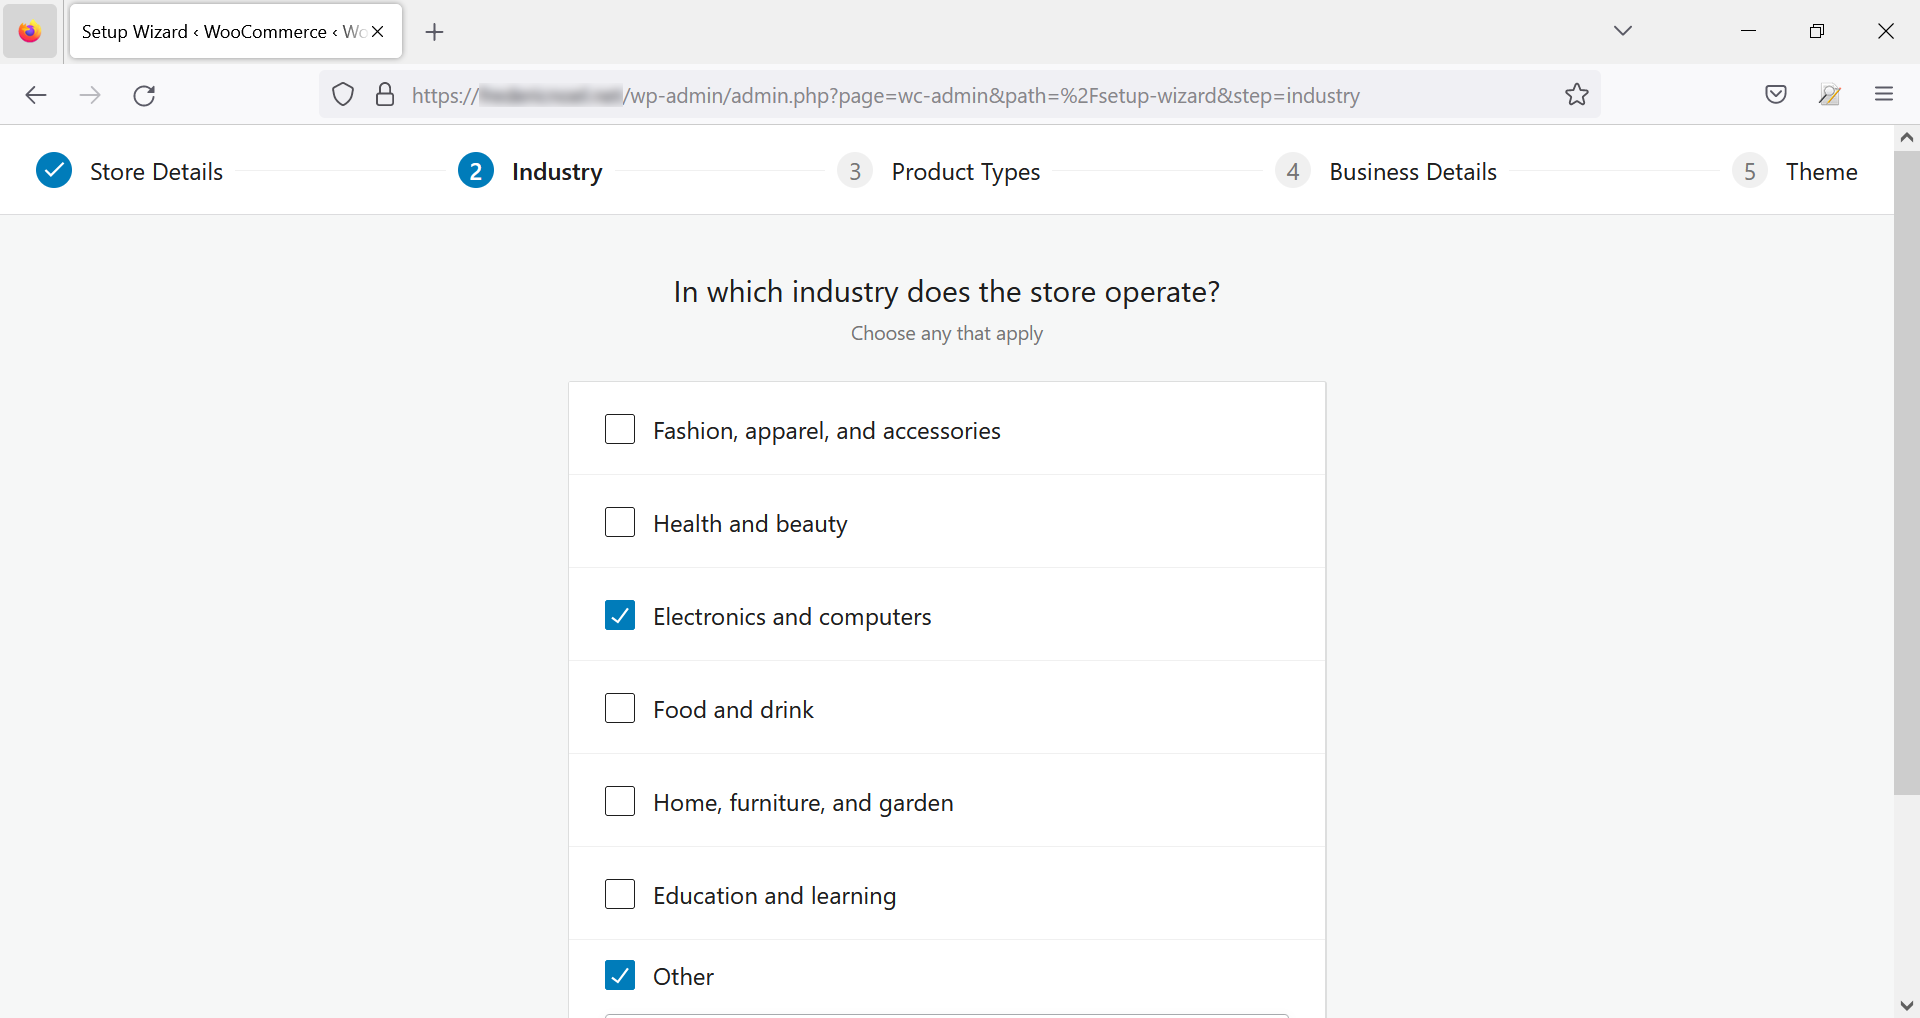 Setup Wizard ‹ WooCommerce ‹ Wo
https:///wp-admin/admin.php?page=wc-admin&path=%2Fsetup-wizard&step=industry
Store Details
2 Industry
3 Product Types
4 Business Details
5 Theme
In which industry does the store operate?
Choose any that apply
Fashion, apparel, and accessories
Health and beauty
Electronics and computers
Food and drink
Home, furniture, and garden
Education and learning
Other